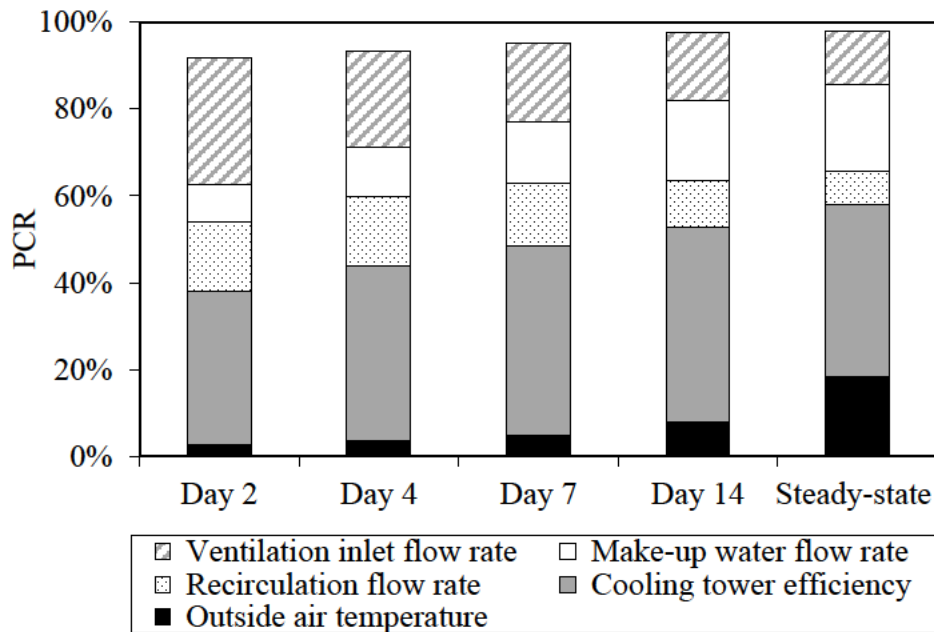 100%
80%
60%
40%
20%
0%
PCR
Day 2 Day 4 Day 7 Day 14 Steady-state
Ventilation inlet flow rate Make-up water flow rate
Recirculation flow rate Cooling tower efficiency
Outside air temperature